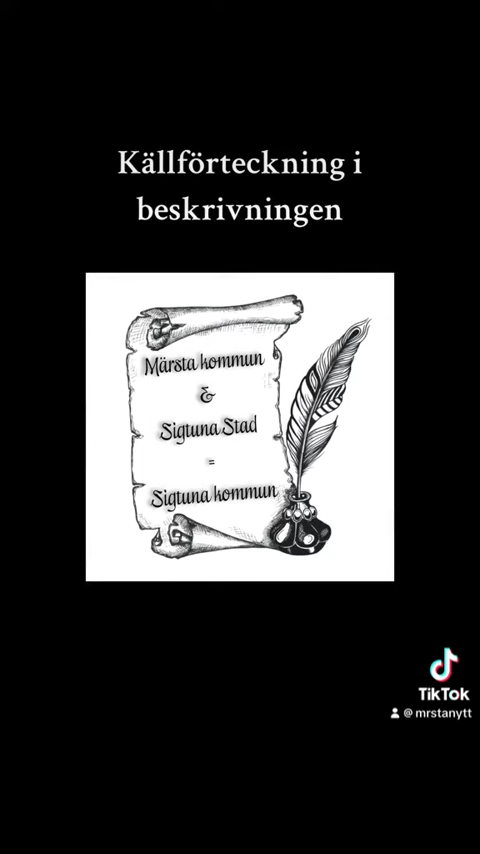 Källförteckning i
beskrivningen
Märsta kommun
&
Sigtuna Stad
=
Sigtuna kommun
TikTok
@mrstanytt